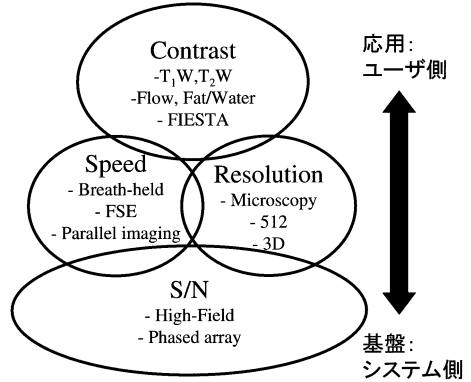 Contrast
-T₁W,T₂W
-Flow, Fat/Water
- FIESTA
Speed
- Breath-held
- FSE
- Parallel imaging
Resolution
- Microscopy
- 512
- 3D
S/N
- High-Field
- Phased array
応用：
ユーザ側
基盤：
システム側